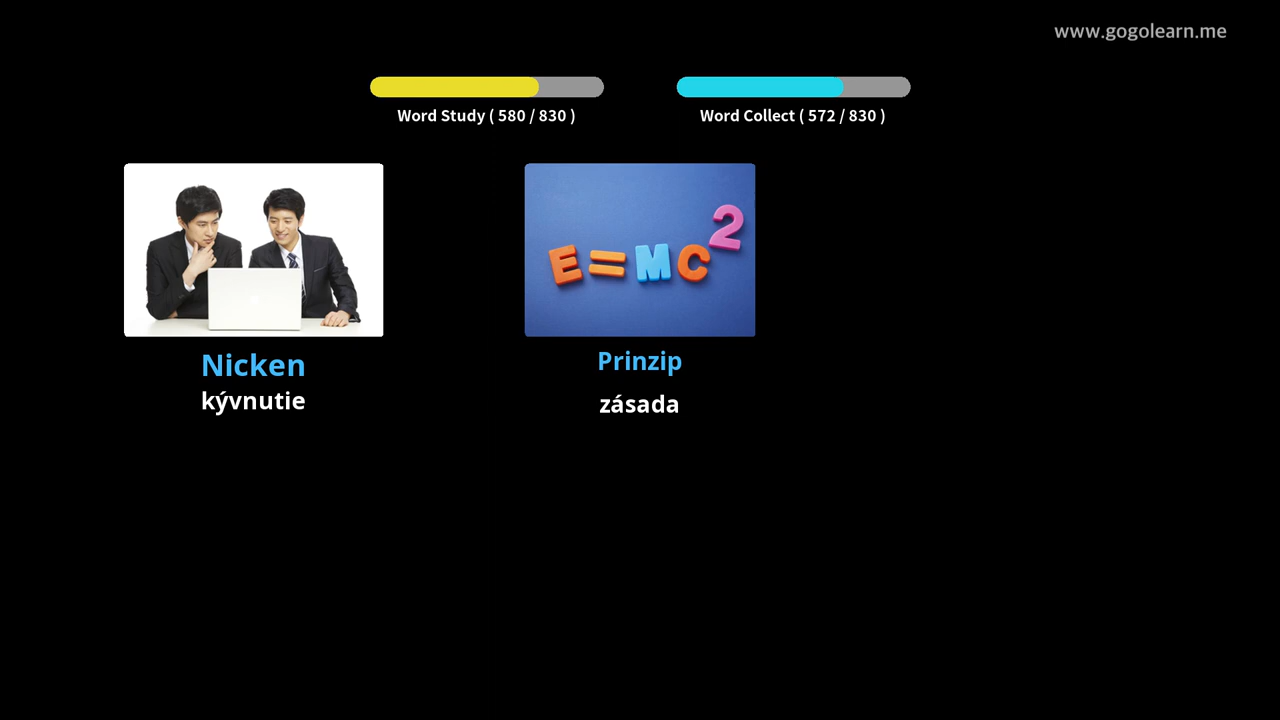 www.gogolearn.me
Word Study ( 580 / 830 )
Word Collect ( 572 / 830 )
E=MC2
Nicken
kývnutie
Prinzip
zásada